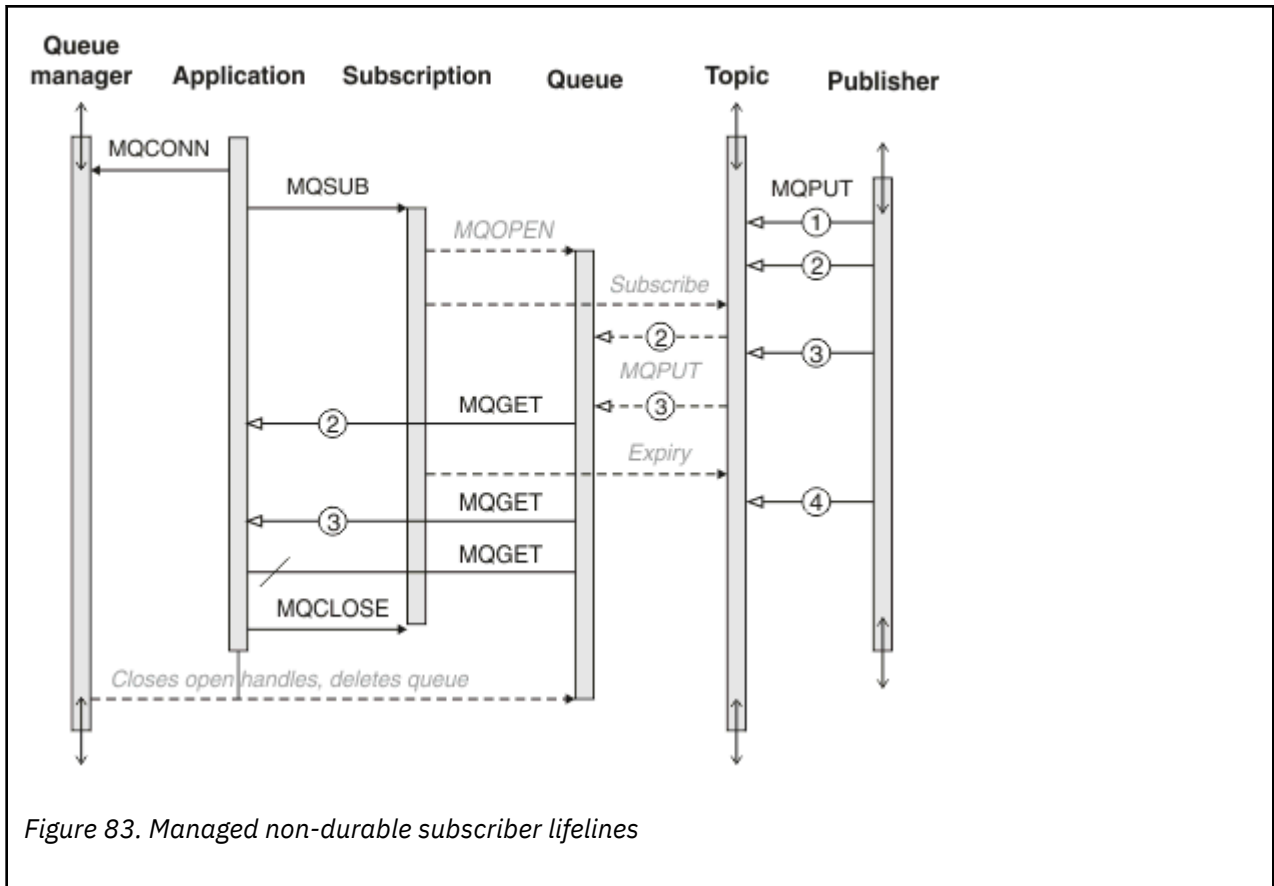 Queue
manager
Application
Subscription
Queue
Topic
Publisher
MQCONN
MQSUB
MQPUT
MQOPEN
1
2
Subscribe
2
3
MQPUT
3
MQGET
2
Expiry
MQGET
4
3
MQGET
MQCLOSE
Closes open handles, deletes queue
Figure 83. Managed non-durable subscriber lifelines